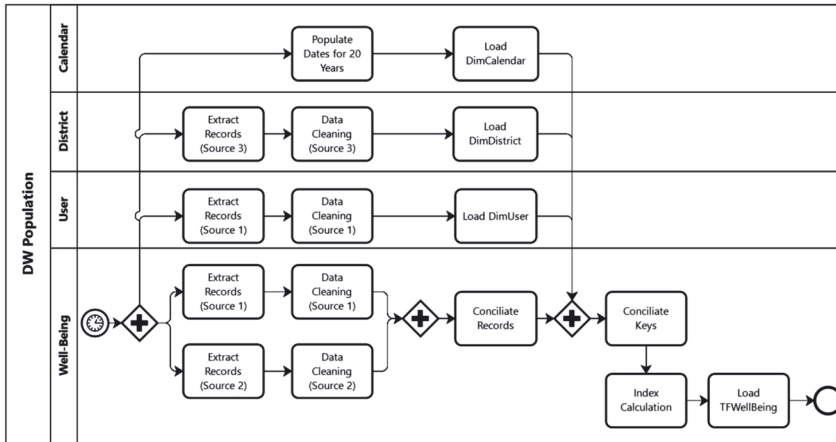 DW Population
Calendar
Populate
Dates for 20
Years
Load
DimCalendar
District
Extract
Records
(Source 3)
Data
Cleaning
(Source 3)
Load
DimDistrict
User
Extract
Records
(Source 1)
Data
Cleaning
(Source 1)
Load DimUser
Well-Being
Extract
Records
(Source 1)
Data
Cleaning
(Source 1)
Extract
Records
(Source 2)
Data
Cleaning
(Source 2)
Conciliate
Records
Conciliate
Keys
Index
Calculation
Load
TFWellBeing